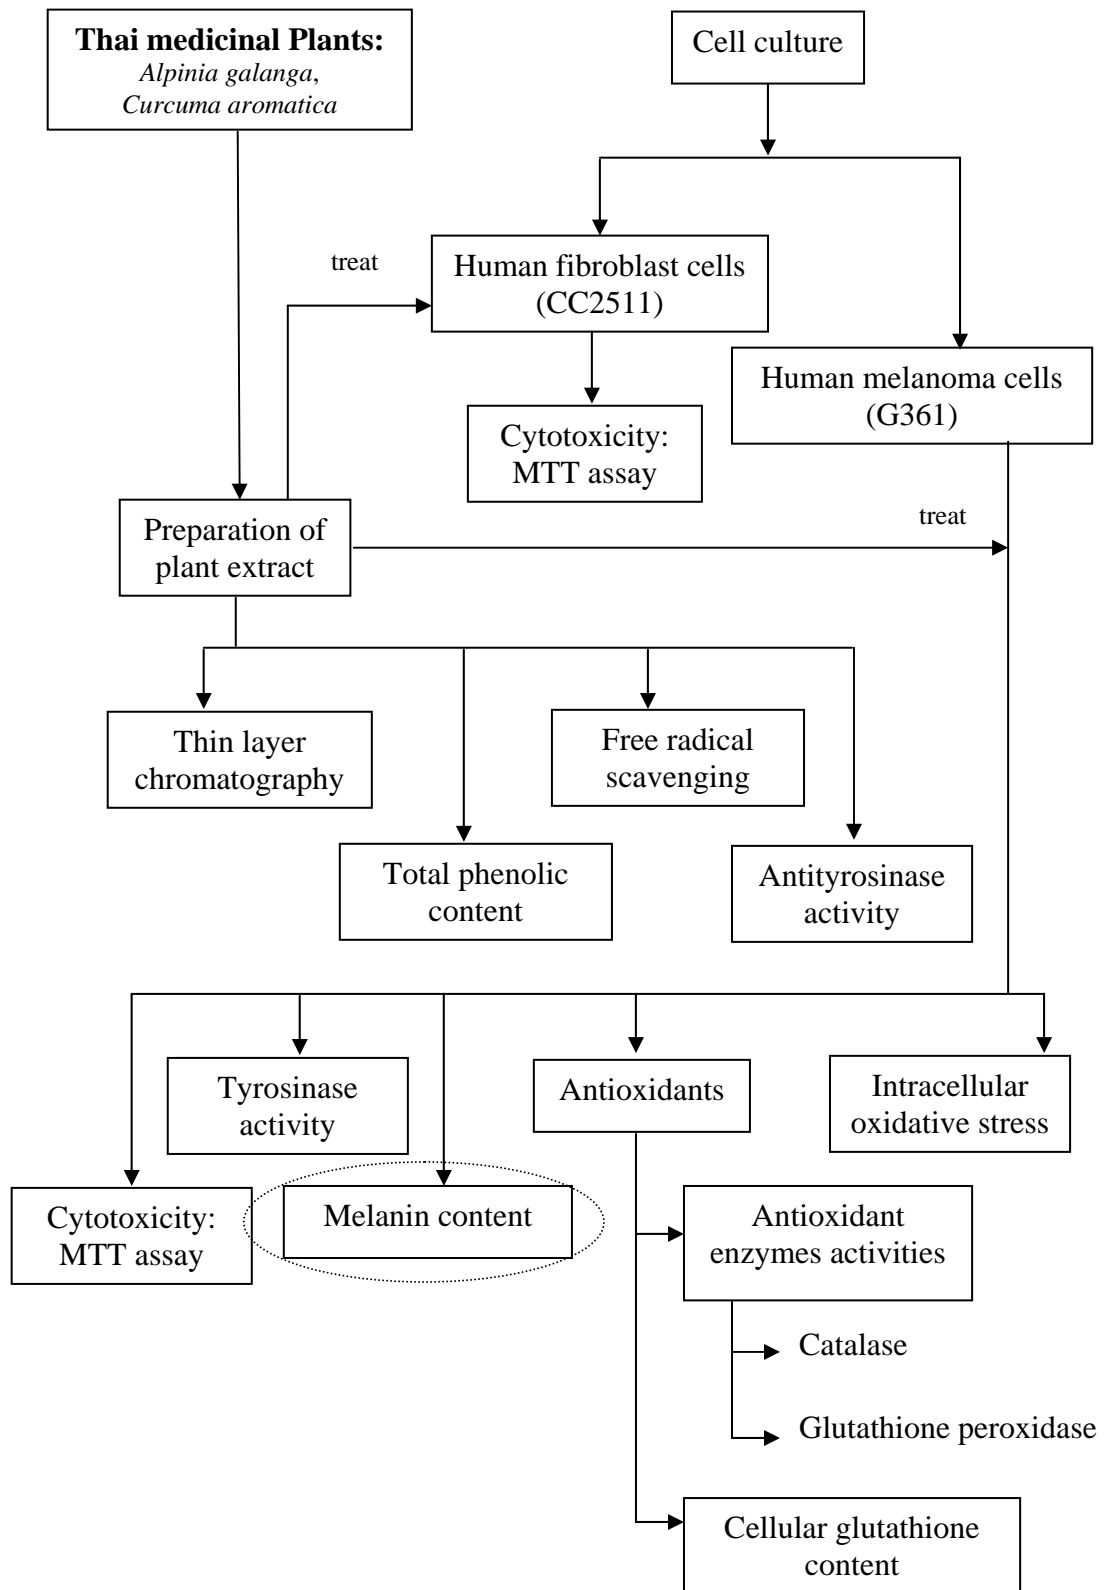 Thai medicinal Plants:
Alpinia galanga,
Curcuma aromatica
Cell culture
treat
Human fibroblast cells
(CC2511)
Human melanoma cells
(G361)
Cytotoxicity:
MTT assay
Preparation of
plant extract
treat
Thin layer
chromatography
Free radical
scavenging
Total phenolic
content
Antityrosinase
activity
Tyrosinase
activity
Antioxidants
Intracellular
oxidative stress
Cytotoxicity:
MTT assay
Melanin content
Antioxidant
enzymes activities
Catalase
Glutathione peroxidase
Cellular glutathione
content